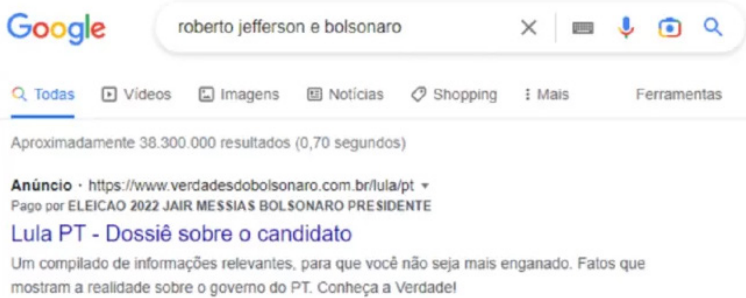 Google
roberto jefferson e bolsonaro
Todas Vídeos Imagens Notícias Shopping Mais Ferramentas
Aproximadamente 38.300.000 resultados (0,70 segundos)
Anúncio · https://www.verdadesdobolsonaro.com.br/lula/pt
Pago por ELEICAO 2022 JAIR MESSIAS BOLSONARO PRESIDENTE
Lula PT - Dossiê sobre o candidato
Um compilado de informações relevantes, para que você não seja mais enganado. Fatos que
mostram a realidade sobre o governo do PT. Conheça a Verdade!